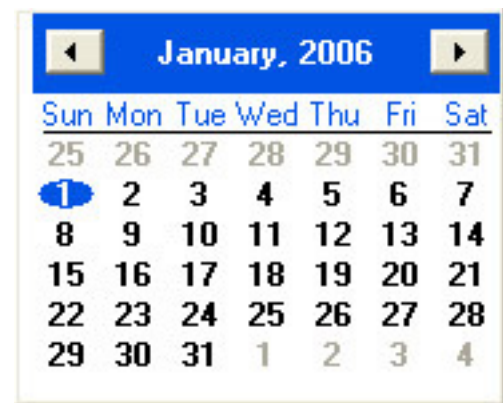 January, 2006
Sun Mon Tue Wed Thu Fri Sat
25 26 27 28 29 30 31
1 2 3 4 5 6 7
8 9 10 11 12 13 14
15 16 17 18 19 20 21
22 23 24 25 26 27 28
29 30 31 1 2 3 4